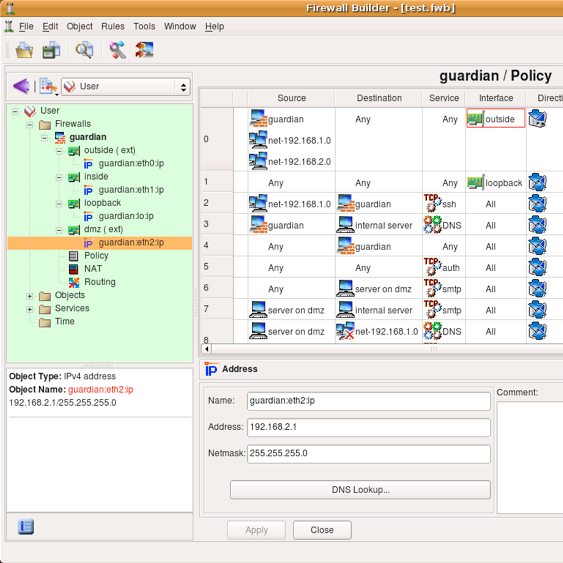 Firewall Builder - [test.fwb]
File Edit Object Rules Tools Window Help
guardian / Policy
User
Source Destination Service Interface Directi
User
Firewalls
guardian
outside ( ext)
guardian:eth0:ip
inside
guardian:eth1:ip
loopback
guardian:lo:ip
dmz ( ext)
guardian:eth2:ip
Policy
NAT
Routing
Objects
Services
Time
0 guardian Any Any outside
net-192.168.1.0
net-192.168.2.0
1 Any Any Any loopback
2 net-192.168.1.0 guardian TCP ssh All
3 guardian internal server DNS All
4 Any guardian Any All
5 Any Any TCP auth All
6 Any server on dmz TCP smtp All
7 server on dmz internal server TCP smtp All
8 server on dmz net-192.168.1.0 DNS All
Object Type: IPv4 address
Object Name: guardian:eth2:ip
192.168.2.1/255.255.255.0
IP Address
Name: guardian:eth2:ip
Address: 192.168.2.1
Netmask: 255.255.255.0
DNS Lookup...
Comment:
Apply Close